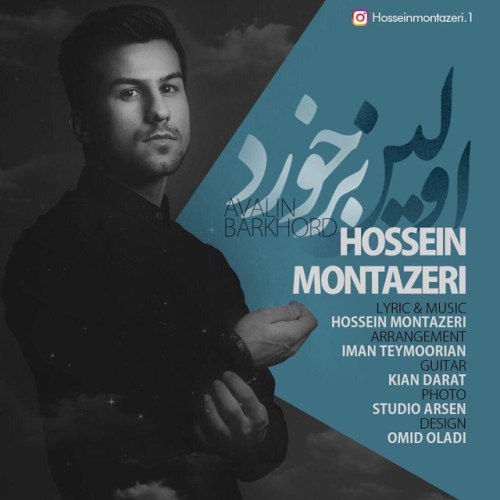 Hosseinmontazeri.1
اولین
برخورد
AVALIN
BARKHORD
HOSSEIN
MONTAZERI
LYRIC & MUSIC
HOSSEIN MONTAZERI
ARRANGEMENT
IMAN TEYMOORIAN
GUITAR
KIAN DARAT
PHOTO
STUDIO ARSEN
DESIGN
OMID OLADI